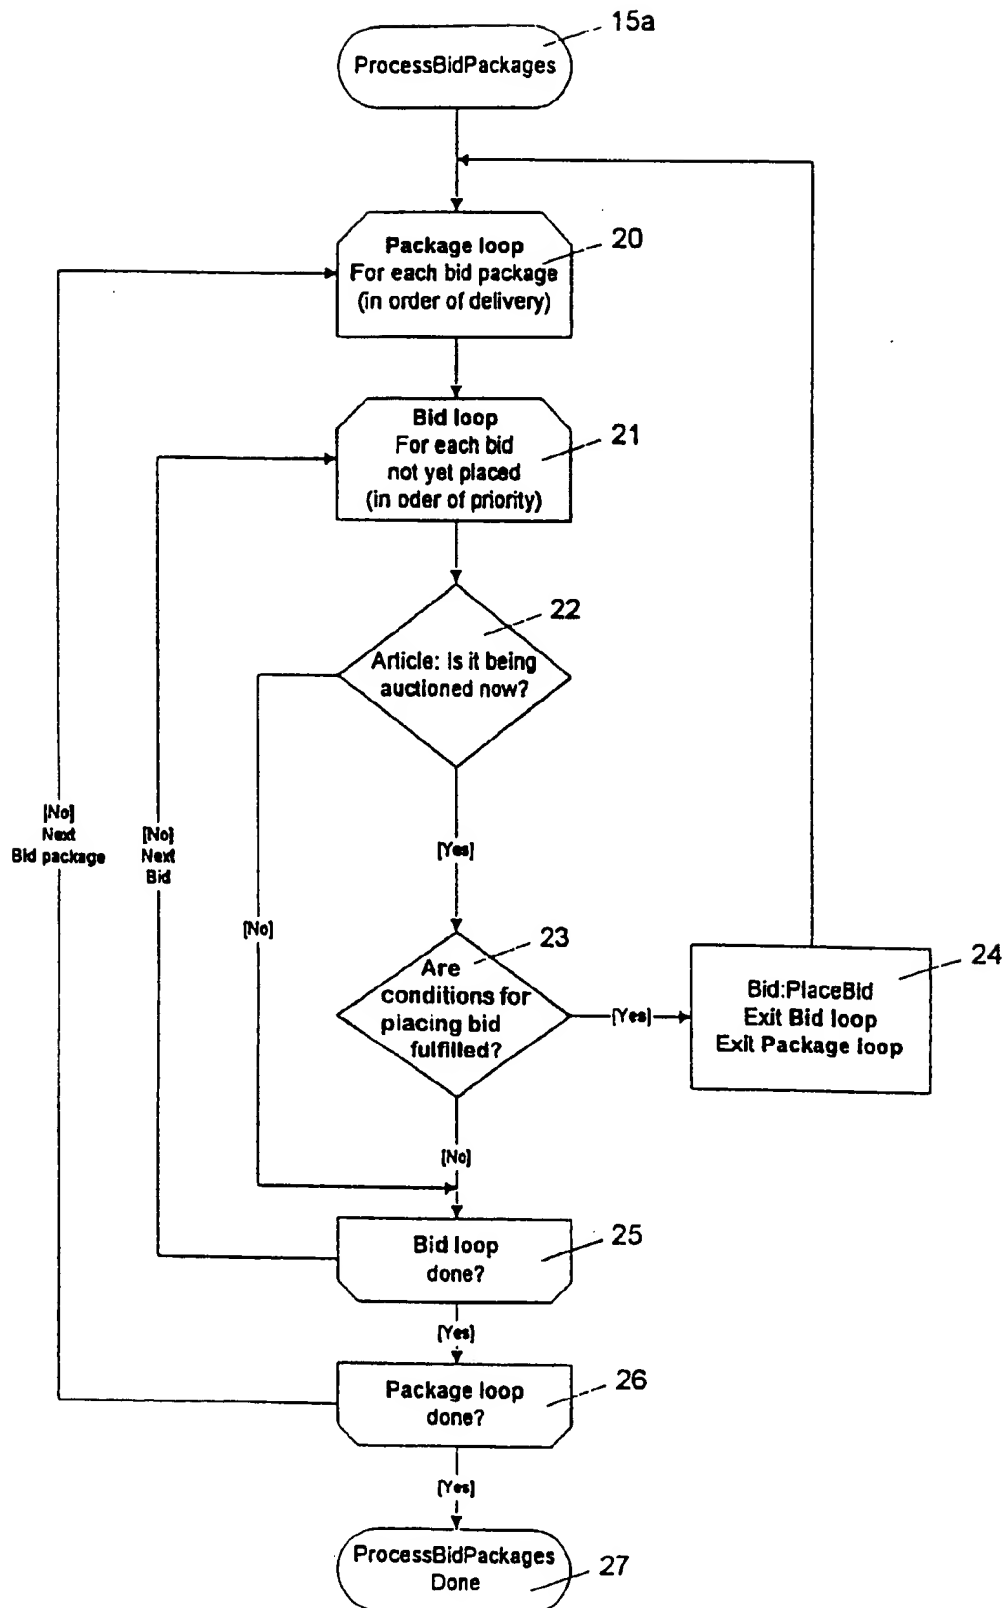 15a
ProcessBidPackages
20
Package loop
For each bid package
(in order of delivery)
21
Bid loop
For each bid
not yet placed
(in oder of priority)
22
Article: Is it being
auctioned now?
[No]
Next
Bid package
[No]
Next
Bid
[Yes]
[No]
23
Are
conditions for
placing bid
fulfilled?
[Yes]
24
Bid:PlaceBid
Exit Bid loop
Exit Package loop
[No]
25
Bid loop
done?
[Yes]
26
Package loop
done?
[Yes]
ProcessBidPackages
Done
27